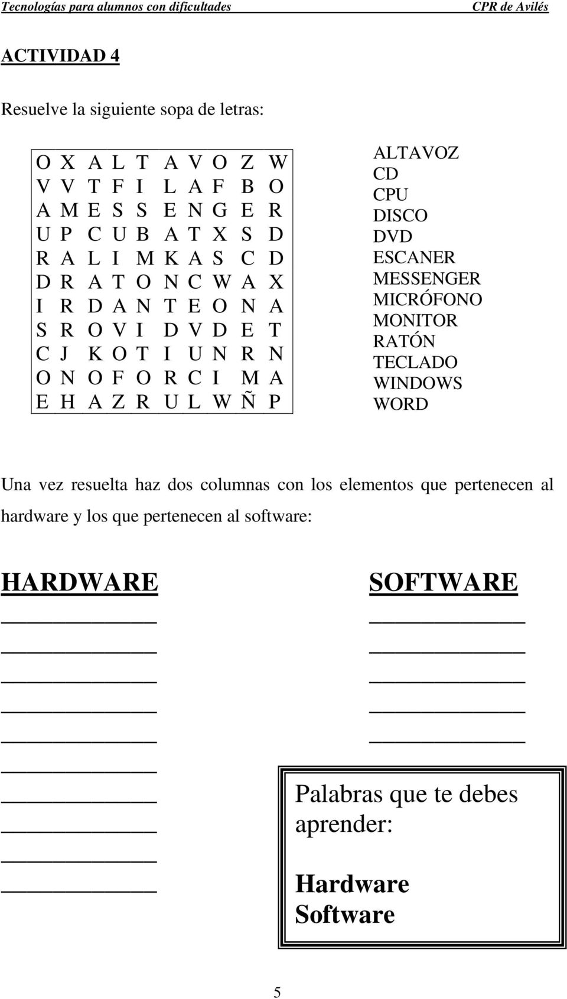 Tecnologías para alumnos con dificultades CPR de Avilés
ACTIVIDAD 4
Resuelve la siguiente sopa de letras:
O X A L T A V O Z W
V V T F I L A F B O
A M E S S E N G E R
U P C U B A T X S D
R A L I M K A S C D
D R A T O N C W A X
I R D A N T E O N A
S R O V I D V D E T
C J K O T I U N R N
O N O F O R C I M A
E H A Z R U L W Ñ P
ALTAVOZ
CD
CPU
DISCO
DVD
ESCANER
MESSENGER
MICRÓFONO
MONITOR
RATÓN
TECLADO
WINDOWS
WORD
Una vez resuelta haz dos columnas con los elementos que pertenecen al
hardware y los que pertenecen al software:
HARDWARE SOFTWARE
Palabras que te debes
aprender:
Hardware
Software
5